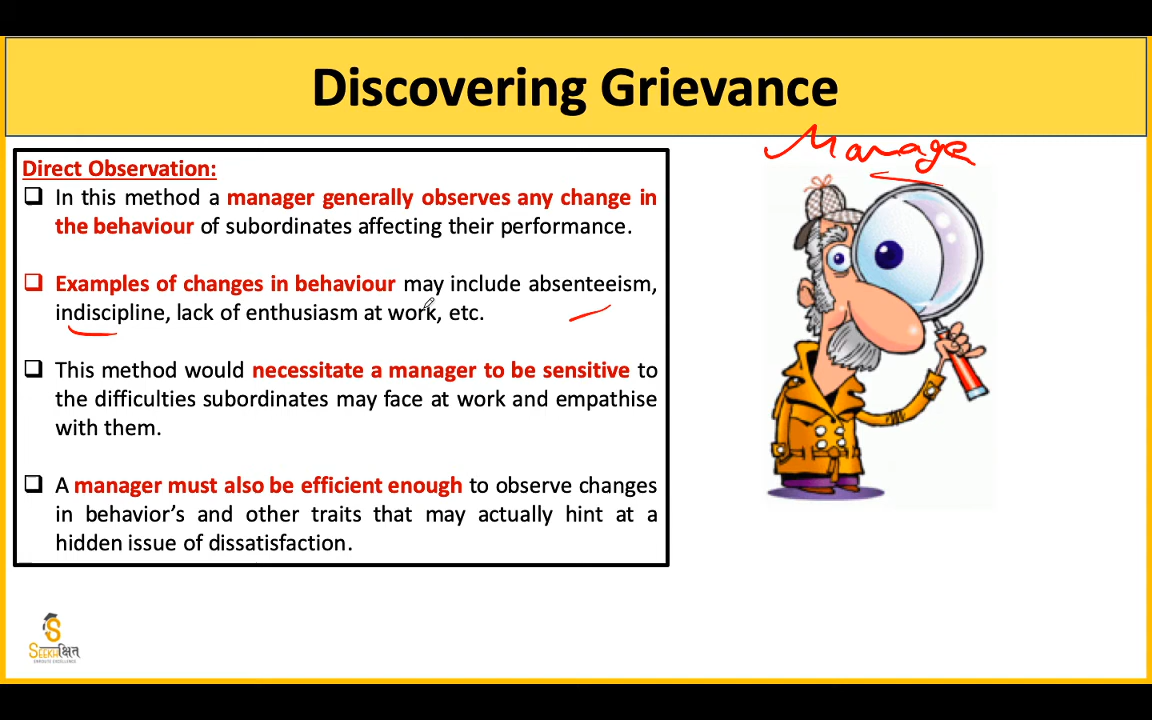 Discovering Grievance
Manage
Direct Observation:
❑ In this method a manager generally observes any change in
the behaviour of subordinates affecting their performance.
❑ Examples of changes in behaviour may include absenteeism,
indiscipline, lack of enthusiasm at work, etc.
❑ This method would necessitate a manager to be sensitive to
the difficulties subordinates may face at work and empathise
with them.
❑ A manager must also be efficient enough to observe changes
in behavior's and other traits that may actually hint at a
hidden issue of dissatisfaction.
SEEKHक्षित